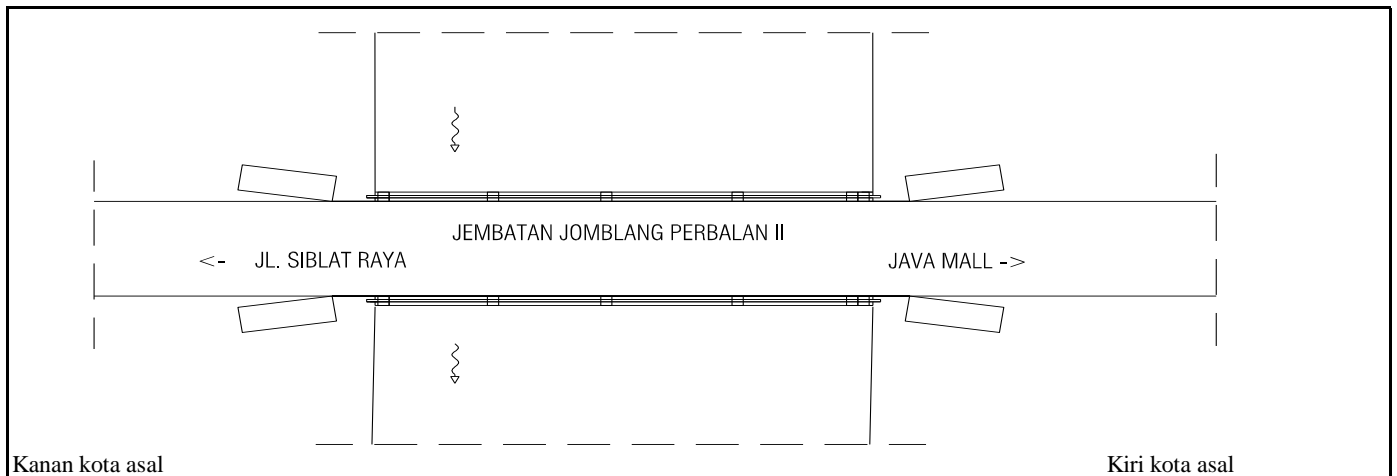 JEMBATAN JOMBLANG PERBALAN II
<- JL. SIBLAT RAYA
JAVA MALL ->
Kanan kota asal
Kiri kota asal